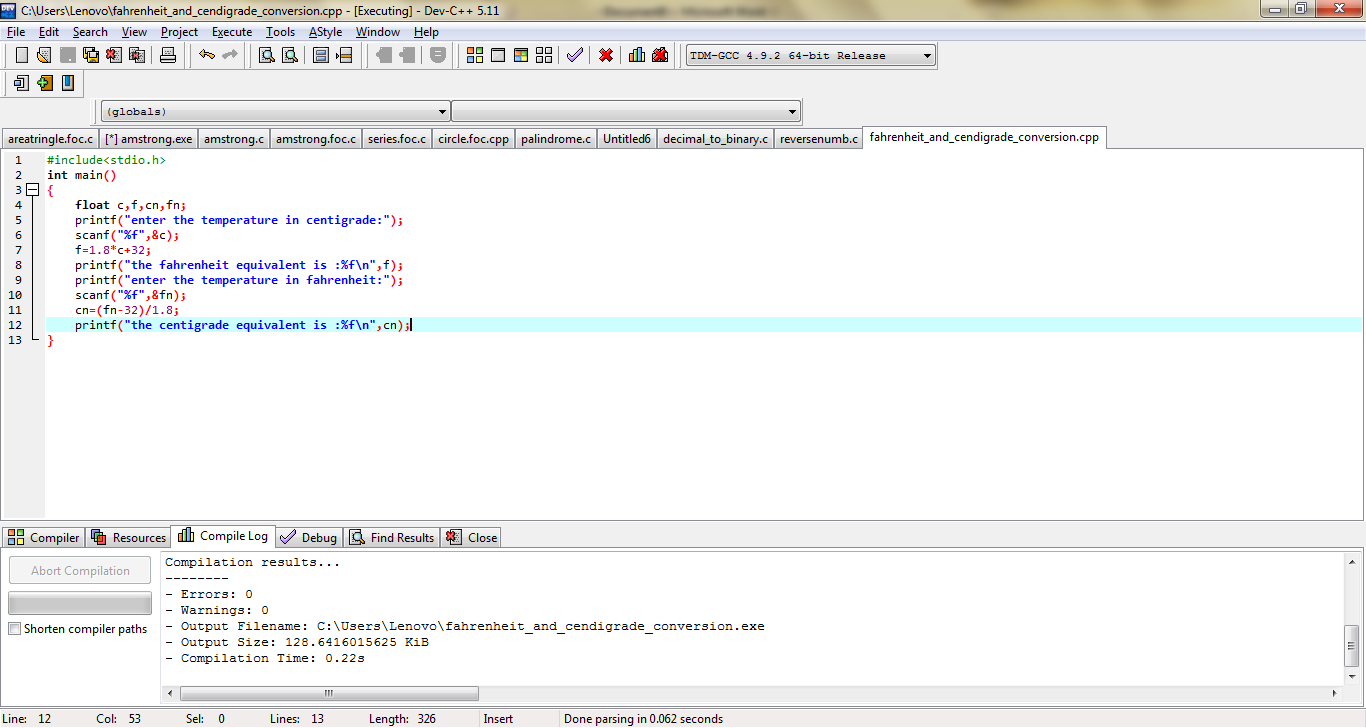 C:\Users\Lenovo\fahrenheit_and_cendigrade_conversion.cpp - [Executing] - Dev-C++ 5.11
File Edit Search View Project Execute Tools AStyle Window Help
TDM-GCC 4.9.2 64-bit Release
(globals)
areatringle.foc.c [*] amstrong.exe amstrong.c amstrong.foc.c series.foc.c circle.foc.cpp palindrome.c Untitled6 decimal_to_binary.c reversenumb.c fahrenheit_and_cendigrade_conversion.cpp
1 #include<stdio.h>
2 int main()
3 {
4 float c,f,cn,fn;
5 printf("enter the temperature in centigrade:");
6 scanf("%f",&c);
7 f=1.8*c+32;
8 printf("the fahrenheit equivalent is :%f\n",f);
9 printf("enter the temperature in fahrenheit:");
10 scanf("%f",&fn);
11 cn=(fn-32)/1.8;
12 printf("the centigrade equivalent is :%f\n",cn);
13 }
Compiler Resources Compile Log Debug Find Results Close
Abort Compilation
Shorten compiler paths
Compilation results...
--------
- Errors: 0
- Warnings: 0
- Output Filename: C:\Users\Lenovo\fahrenheit_and_cendigrade_conversion.exe
- Output Size: 128.6416015625 KiB
- Compilation Time: 0.22s
Line: 12 Col: 53 Sel: 0 Lines: 13 Length: 326 Insert Done parsing in 0.062 seconds